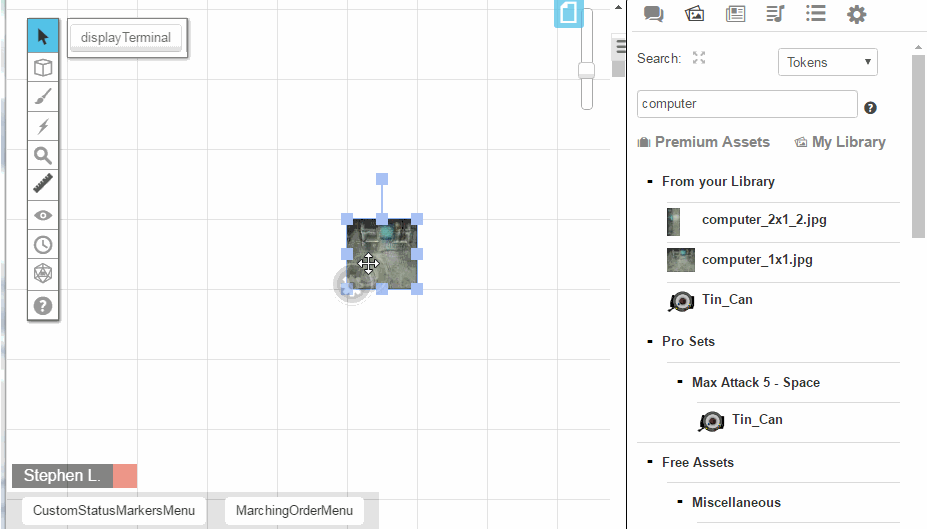 displayTerminal
Search:
Tokens
computer
Premium Assets
My Library
- From your Library
computer_2x1_2.jpg
computer_1x1.jpg
Tin_Can
- Pro Sets
- Max Attack 5 - Space
Tin_Can
- Free Assets
- Miscellaneous
Stephen L.
CustomStatusMarkersMenu
MarchingOrderMenu